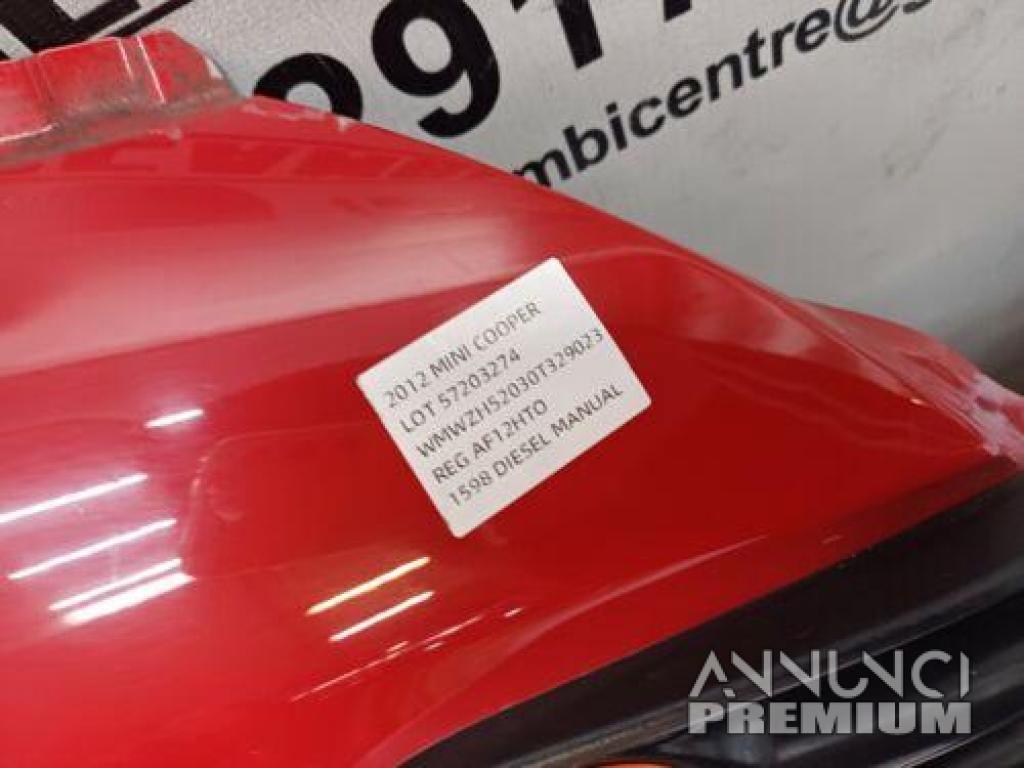 mbicentre@g
2012 MINI COOPER
LOT 57203274
WMWZH52030T329023
REG AF12HTO
1598 DIESEL MANUAL
ANNUNCI
PREMIUM